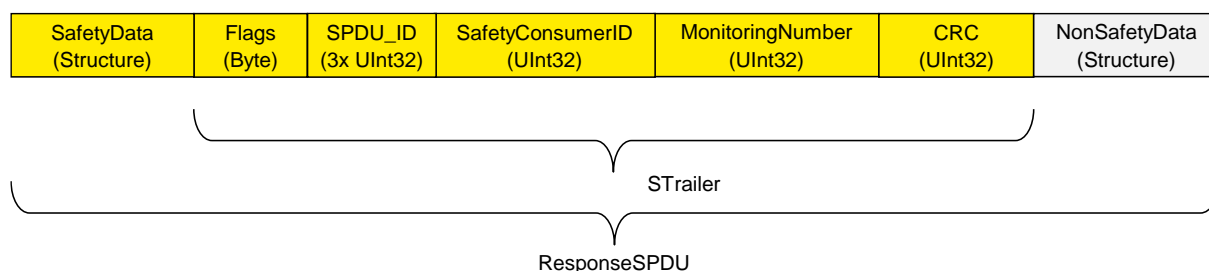 SafetyData
(Structure)
Flags
(Byte)
SPDU_ID
(3x UInt32)
SafetyConsumerID
(UInt32)
MonitoringNumber
(UInt32)
CRC
(UInt32)
NonSafetyData
(Structure)
STrailer
ResponseSPDU